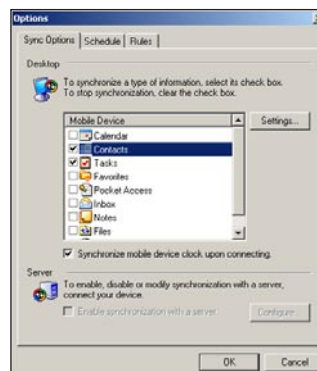 Options
Sync Options Schedule Rules
Desktop
To synchronize a type of information, select its check box.
To stop synchronization, clear the check box.
Mobile Device
Settings...
Calendar
Contacts
Tasks
Favorites
Pocket Access
Inbox
Notes
Files
Synchronize mobile device clock upon connecting.
Server
To enable, disable or modify synchronization with a server,
connect your device.
Enable synchronization with a server.
Configure...
OK Cancel